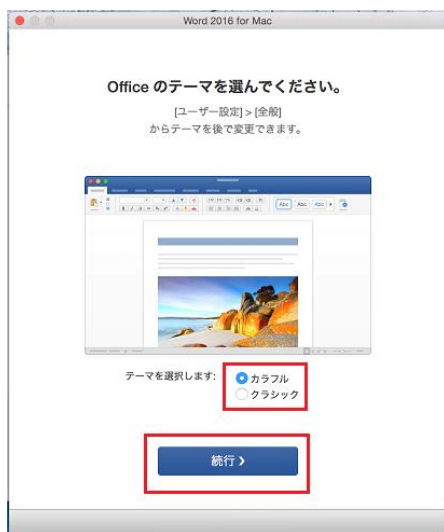 Word 2016 for Mac
Office のテーマを選んでください。
[ユーザー設定] > [全般]
からテーマを後で変更できます。
Abc Abc Abc
テーマを選択します: カラフル
クラシック
続行 ›